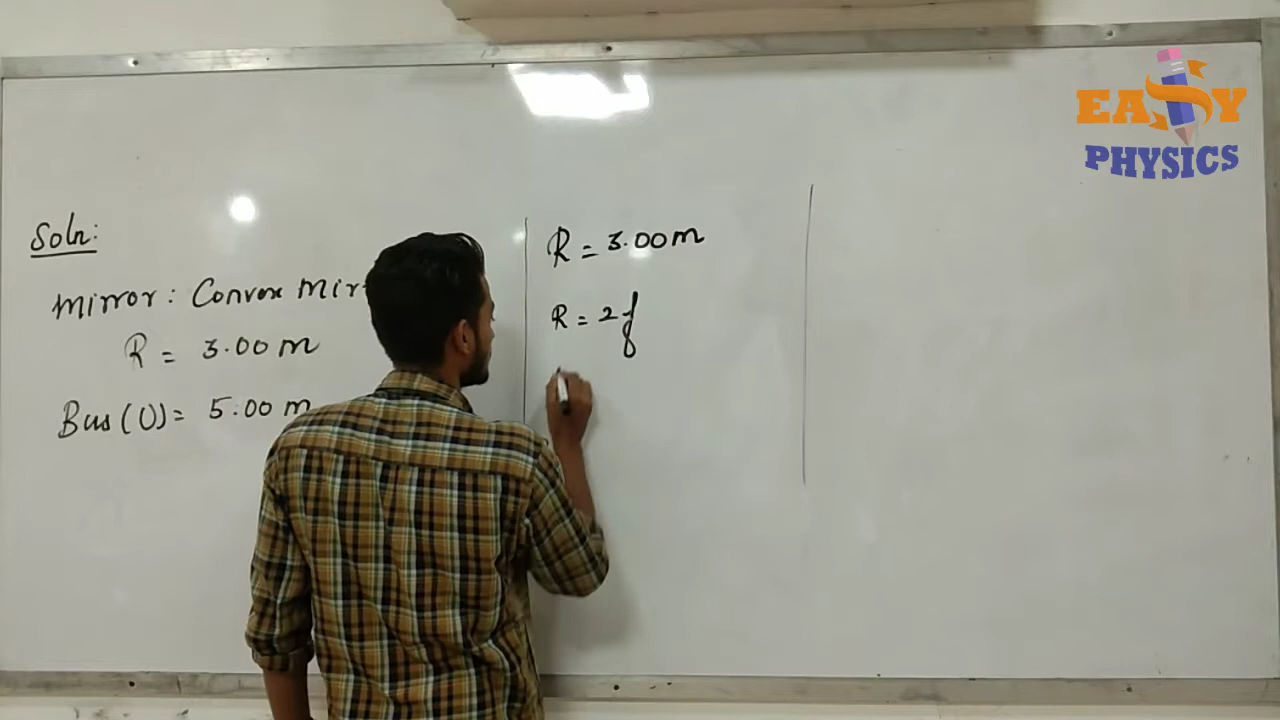 Soln:
Mirror: Convex
R = 3.00 m
Bus (U) = 5.00 m
R = 3.00 m
R = 2f
EASY
PHYSICS